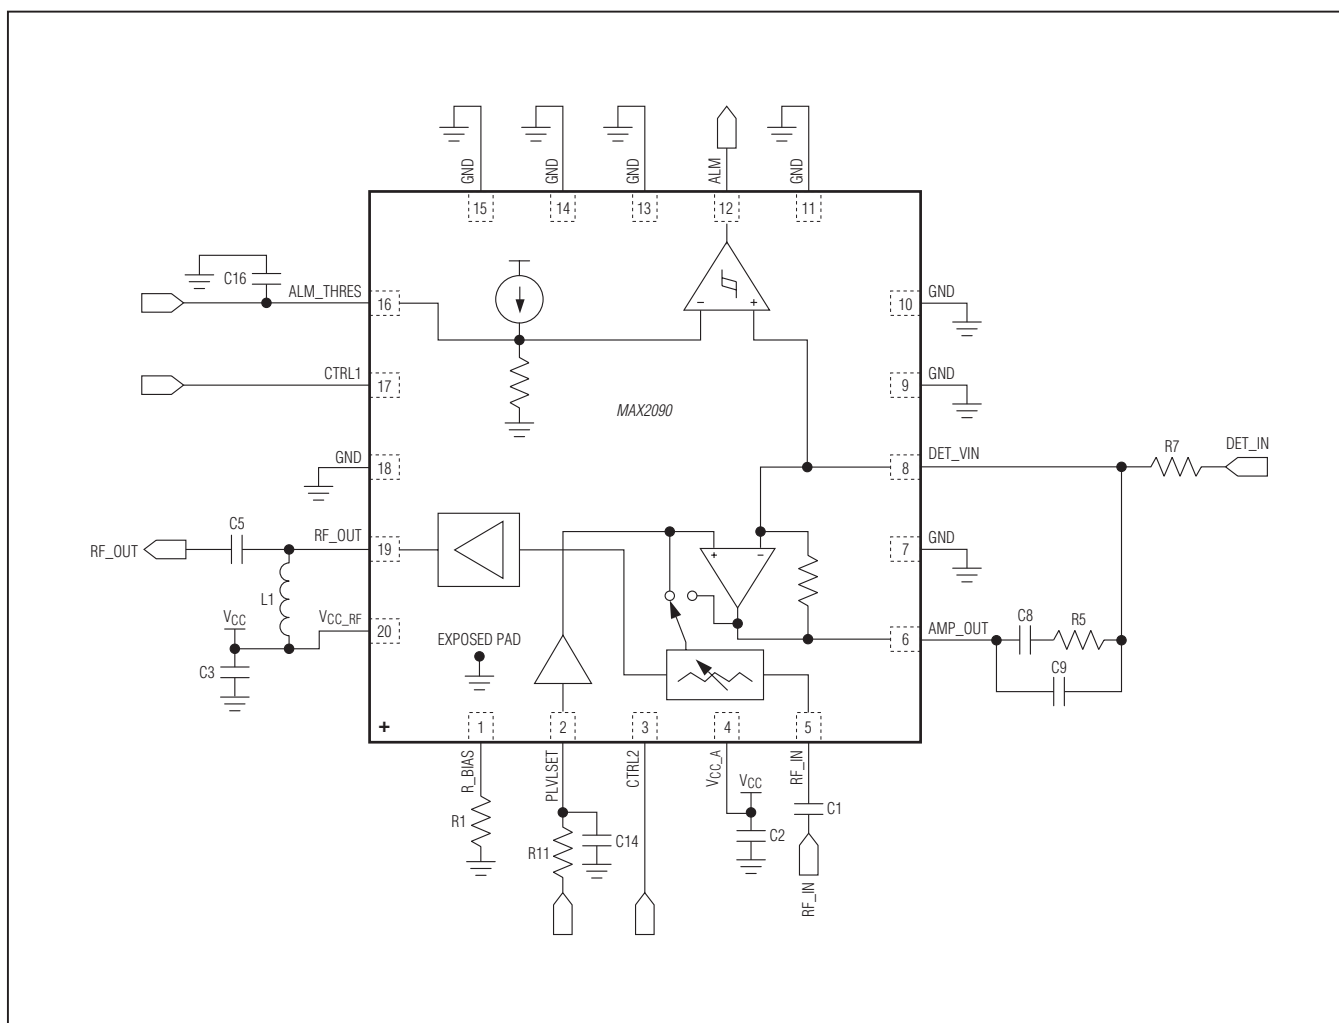 GND
GND
GND
ALM
GND
15
14
13
12
11
C16
ALM_THRES
16
- +
10
GND
CTRL1
17
MAX2090
9
GND
GND
18
8
DET_VIN
R7
DET_IN
C5
RF_OUT
RF_OUT
19
+ -
7
GND
L1
VCC
VCC_RF
20
EXPOSED PAD
6
AMP_OUT
C8
R5
C3
C9
+
1
2
3
4
5
R_BIAS
PLVLSET
CTRL2
VCC_A
RF_IN
VCC
R1
R11
C14
C2
C1
RF_IN